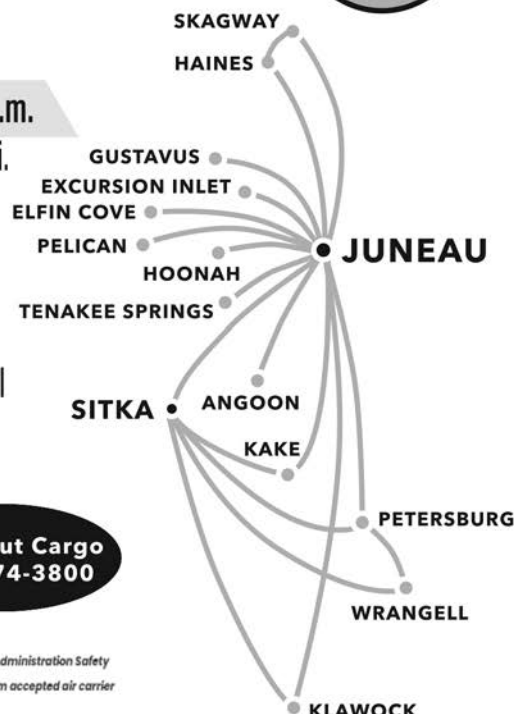 SKAGWAY
HAINES
.m.
GUSTAVUS
EXCURSION INLET
ELFIN COVE
PELICAN
JUNEAU
HOONAH
TENAKEE SPRINGS
SITKA
ANGOON
KAKE
PETERSBURG
ut Cargo
74-3800
WRANGELL
dministration Safety
m accepted air carrier
KLAWOCK